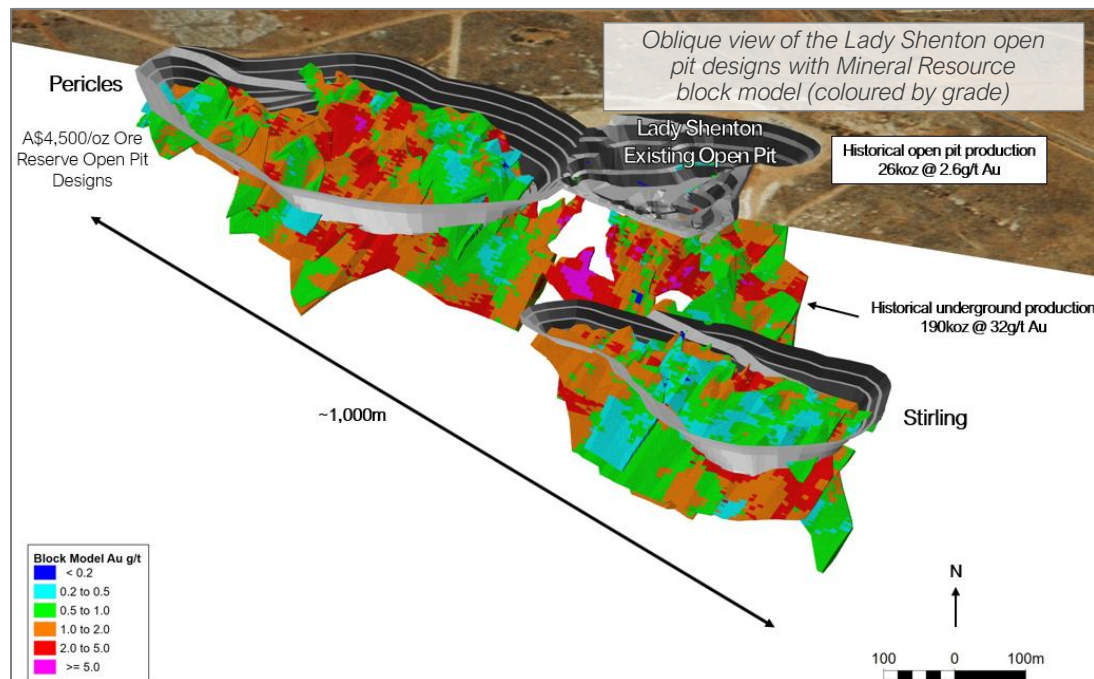 Oblique view of the Lady Shenton open
pit designs with Mineral Resource
block model (coloured by grade)
Pericles
A$4,500/oz Ore
Reserve Open Pit
Designs
Lady Shenton
Existing Open Pit
Historical open pit production
26koz @ 2.6g/t Au
Historical underground production
190koz @ 32g/t Au
~1,000m
Stirling
Block Model Au g/t
< 0.2
0.2 to 0.5
0.5 to 1.0
1.0 to 2.0
2.0 to 5.0
>= 5.0
N
100 0 100m